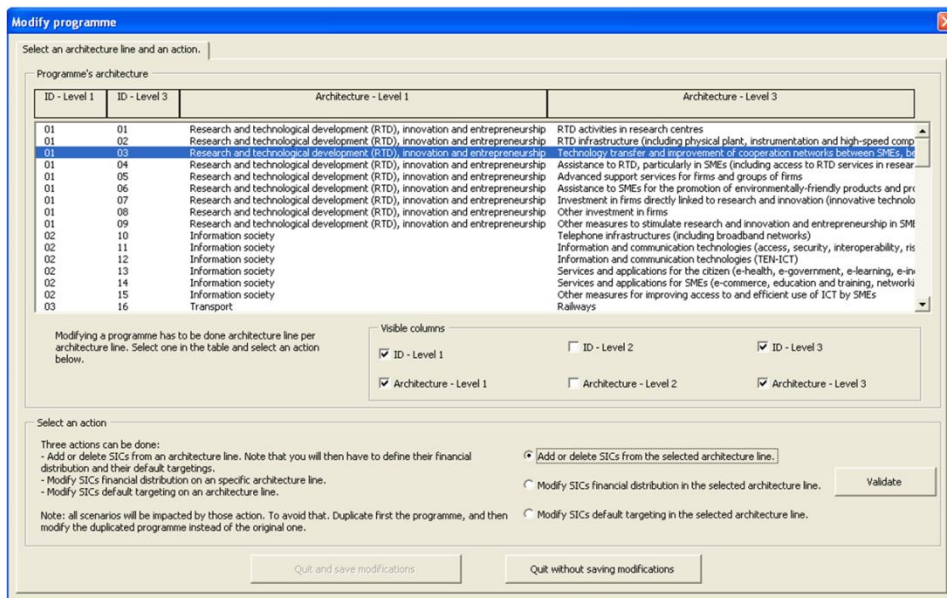 Modify programme
Select an architecture line and an action.
Programme's architecture
ID - Level 1 ID - Level 3 Architecture - Level 1 Architecture - Level 3
01 01 Research and technological development (RTD), innovation and entrepreneurship RTD activities in research centres
01 02 Research and technological development (RTD), innovation and entrepreneurship RTD infrastructure (including physical plant, instrumentation and high-speed comp
01 03 Research and technological development (RTD), innovation and entrepreneurship Technology transfer and improvement of cooperation networks between SMEs, be
01 04 Research and technological development (RTD), innovation and entrepreneurship Assistance to RTD, particularly in SMEs (including access to RTD services in resear
01 05 Research and technological development (RTD), innovation and entrepreneurship Advanced support services for firms and groups of firms
01 06 Research and technological development (RTD), innovation and entrepreneurship Assistance to SMEs for the promotion of environmentally-friendly products and pro
01 07 Research and technological development (RTD), innovation and entrepreneurship Investment in firms directly linked to research and innovation (innovative technolo
01 08 Research and technological development (RTD), innovation and entrepreneurship Other investment in firms
01 09 Research and technological development (RTD), innovation and entrepreneurship Other measures to stimulate research and innovation and entrepreneurship in SME
02 10 Information society Telephone infrastructures (including broadband networks)
02 11 Information society Information and communication technologies (access, security, interoperability, ris
02 12 Information society Information and communication technologies (TEN-ICT)
02 13 Information society Services and applications for the citizen (e-health, e-government, e-learning, e-in
02 14 Information society Services and applications for SMEs (e-commerce, education and training, networki
02 15 Information society Other measures for improving access to and efficient use of ICT by SMEs
03 16 Transport Railways
Modifying a programme has to be done architecture line per
architecture line. Select one in the table and select an action
below.
Visible columns
ID - Level 1 ID - Level 2 ID - Level 3
Architecture - Level 1 Architecture - Level 2 Architecture - Level 3
Select an action
Three actions can be done:
- Add or delete SICs from an architecture line. Note that you will then have to define their financial
distribution and their default targetings.
- Modify SICs financial distribution on an specific architecture line.
- Modify SICs default targeting on an architecture line.
Note: all scenarios will be impacted by those action. To avoid that. Duplicate first the programme, and then
modify the duplicated programme instead of the original one.
Add or delete SICs from the selected architecture line.
Modify SICs financial distribution in the selected architecture line.
Modify SICs default targeting in the selected architecture line.
Validate
Quit and save modifications Quit without saving modifications